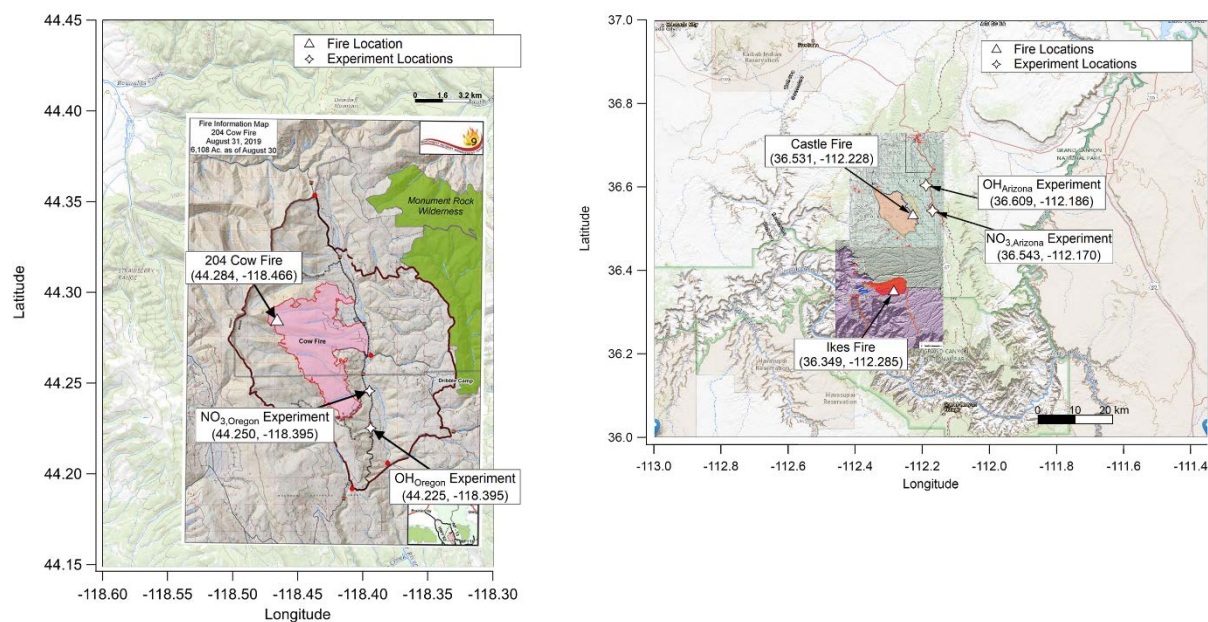 44.45
44.40
44.35
44.30
44.25
44.20
44.15
Latitude
-118.60
-118.55
-118.50
-118.45
-118.40
-118.35
-118.30
Longitude
Fire Location
Experiment Locations
0 1.6 3.2 km
Fire Information Map
204 Cow Fire
August 31, 2019
6,108 Ac. as of August 30
9
Monument Rock
Wilderness
204 Cow Fire
(44.284, -118.466)
Cow Fire
NO3,Oregon Experiment
(44.250, -118.395)
OHOregon Experiment
(44.225, -118.395)
37.0
36.8
36.6
36.4
36.2
36.0
Latitude
-113.0
-112.8
-112.6
-112.4
-112.2
-112.0
-111.8
-111.6
-111.4
Longitude
Fire Locations
Experiment Locations
Castle Fire
(36.531, -112.228)
GRAND CANYON
NATIONAL PARK
OHArizona Experiment
(36.609, -112.186)
NO3,Arizona Experiment
(36.543, -112.170)
Ikes Fire
(36.349, -112.285)
0 10 20 km